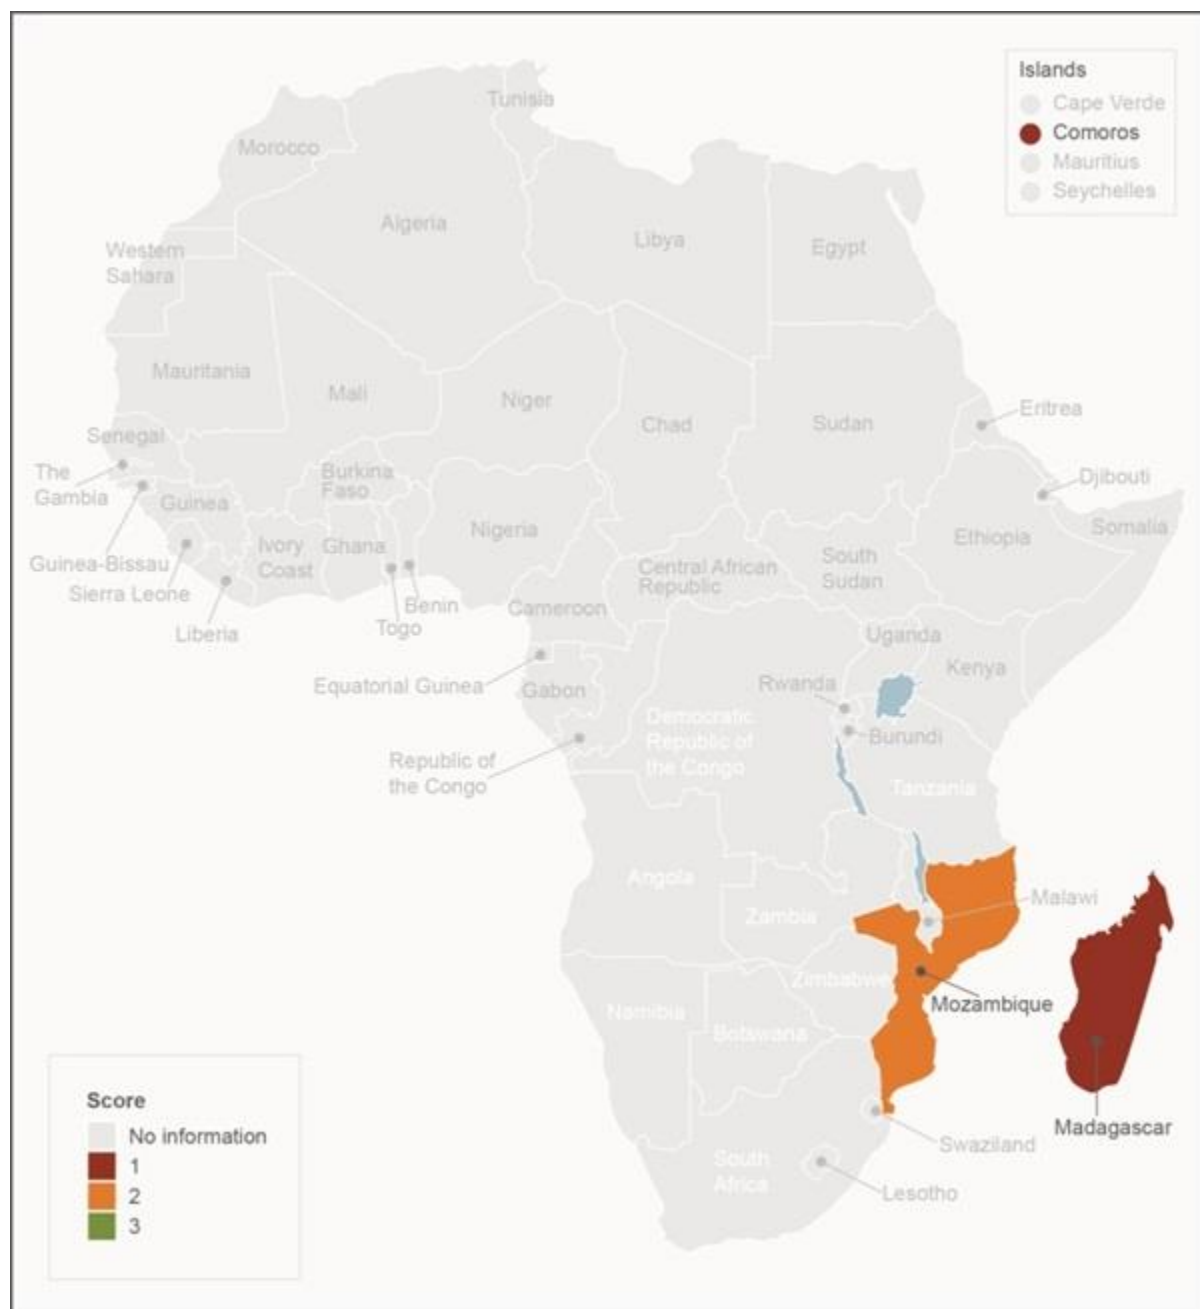 Islands
Cape Verde
Comoros
Mauritius
Seychelles
Tunisia
Morocco
Algeria
Libya
Egypt
Western
Sahara
Mauritania
Mali
Niger
Chad
Sudan
Eritrea
Senegal
The
Gambia
Burkina
Faso
Guinea
Djibouti
Nigeria
Ethiopia
Somalia
Ivory
Coast
Ghana
Guinea-Bissau
Sierra Leone
Central African
Republic
South
Sudan
Benin
Togo
Liberia
Cameroon
Uganda
Kenya
Equatorial Guinea
Gabon
Rwanda
Democratic
Republic of
the Congo
Burundi
Republic of
the Congo
Tanzania
Angola
Zambia
Malawi
Zimbabwe
Mozambique
Namibia
Botswana
Madagascar
Swaziland
South
Africa
Lesotho
Score
No information
1
2
3